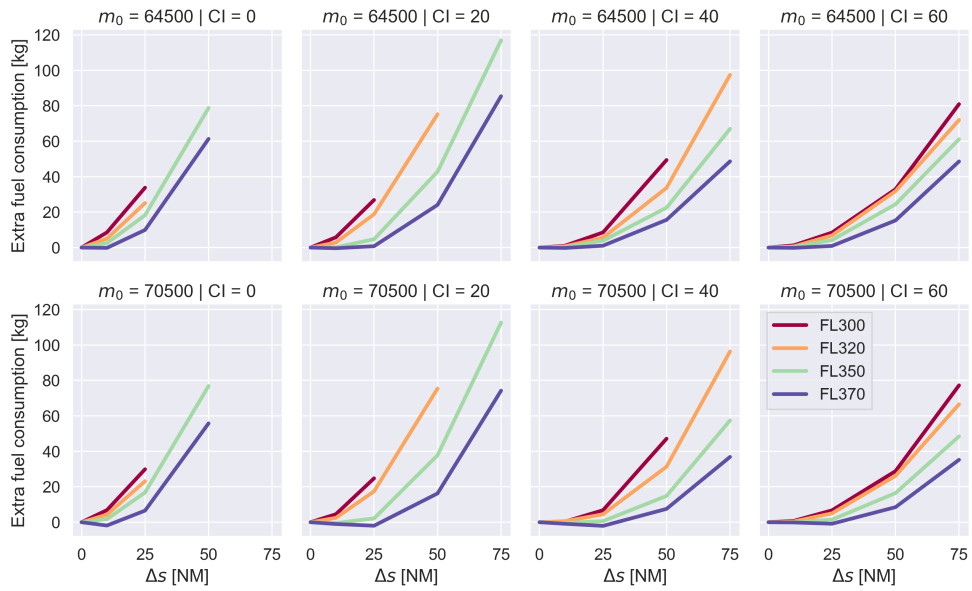 m₀ = 64500 | CI = 0
m₀ = 64500 | CI = 20
m₀ = 64500 | CI = 40
m₀ = 64500 | CI = 60
Extra fuel consumption [kg]
120
100
80
60
40
20
0
m₀ = 70500 | CI = 0
m₀ = 70500 | CI = 20
m₀ = 70500 | CI = 40
m₀ = 70500 | CI = 60
Extra fuel consumption [kg]
120
100
80
60
40
20
0
FL300
FL320
FL350
FL370
0 25 50 75
0 25 50 75
0 25 50 75
0 25 50 75
Δs [NM]
Δs [NM]
Δs [NM]
Δs [NM]